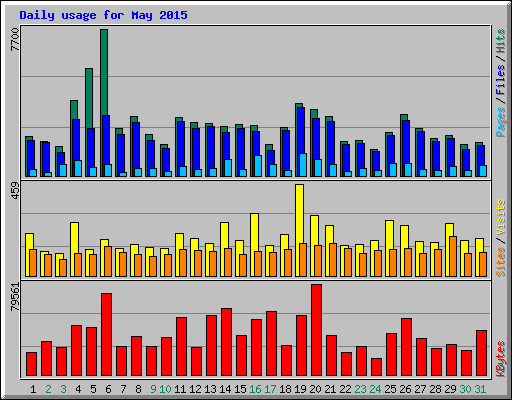 Daily usage for May 2015
7700
Pages / Files / Hits
459
Sites / Visits
79561
KBytes
1 2 3 4 5 6 7 8 9 10 11 12 13 14 15 16 17 18 19 20 21 22 23 24 25 26 27 28 29 30 31